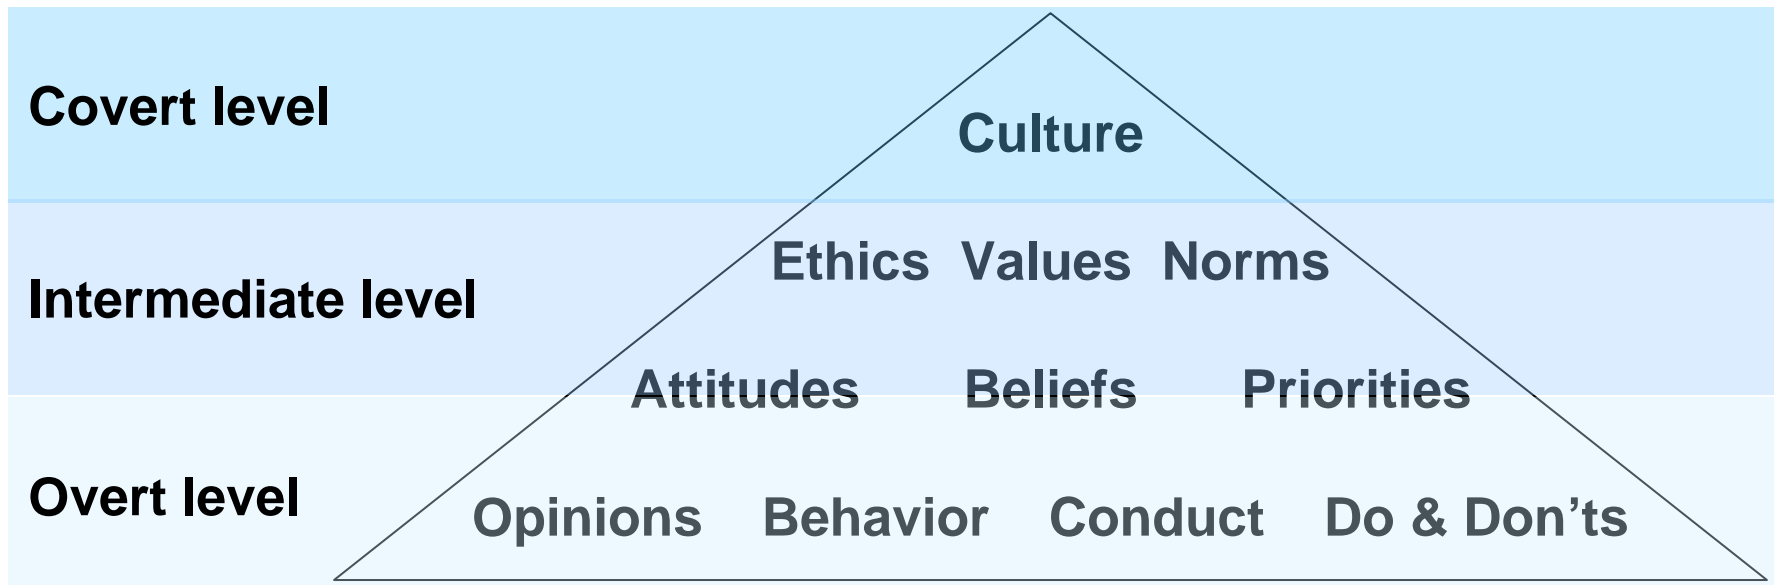 Covert level
Culture
Ethics Values Norms
Intermediate level
Attitudes Beliefs Priorities
Overt level
Opinions Behavior Conduct Do & Don’ts